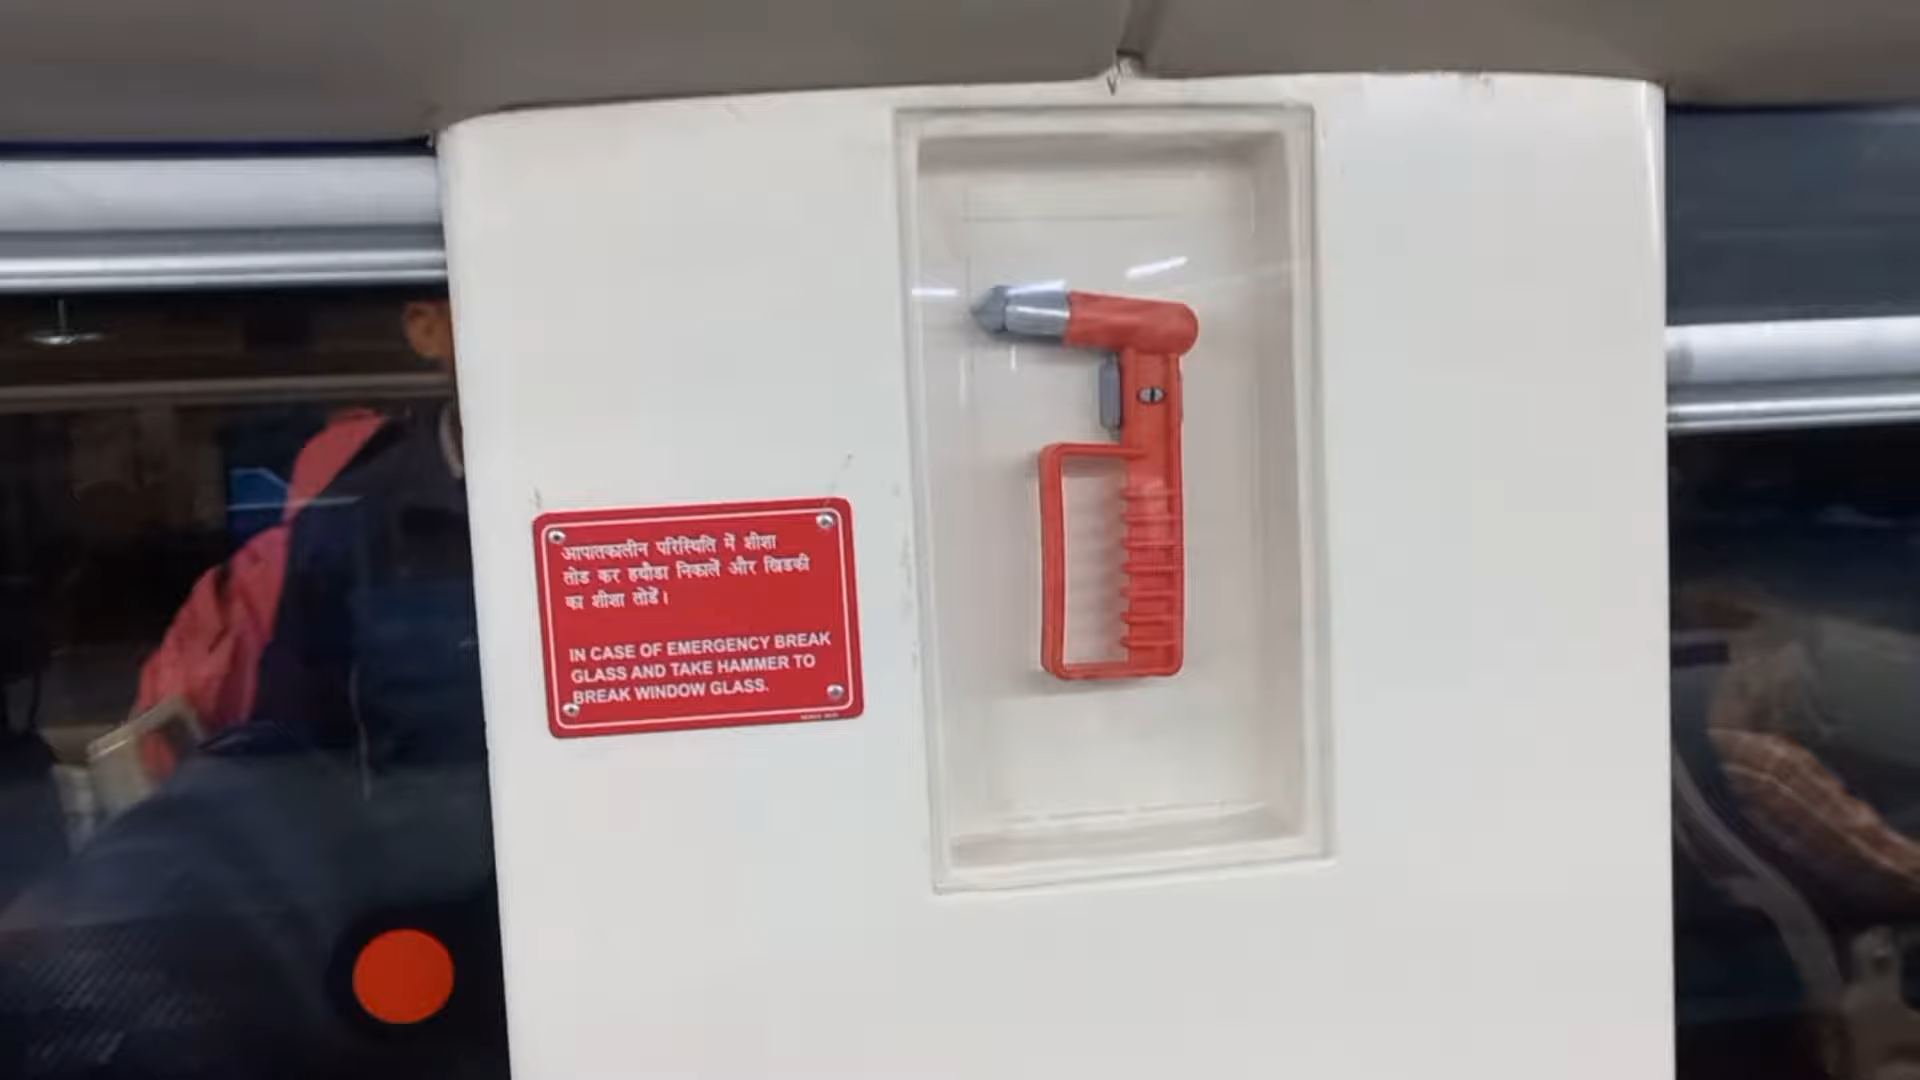 आपातकालीन परिस्थिति में शीशा
तोड कर हथौडा निकालें और खिडकी
का शीशा तोडें।
IN CASE OF EMERGENCY BREAK
GLASS AND TAKE HAMMER TO
BREAK WINDOW GLASS.